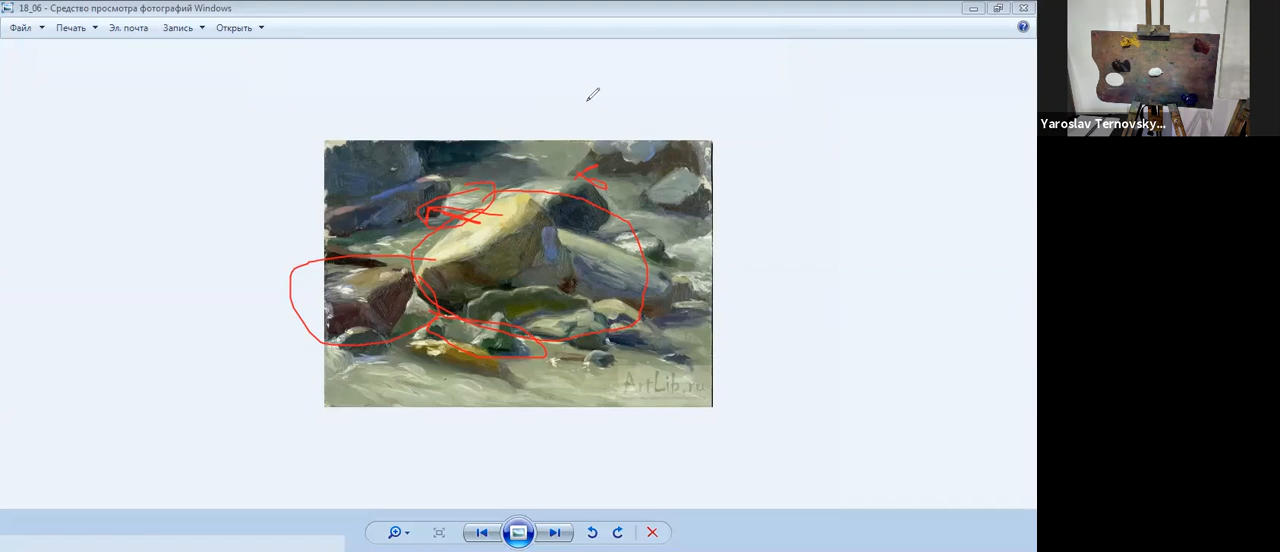 18_06 - Средство просмотра фотографий Windows
Файл Печать Эл. почта Запись Открыть
Yaroslav Ternovsky...
ArtLib.ru